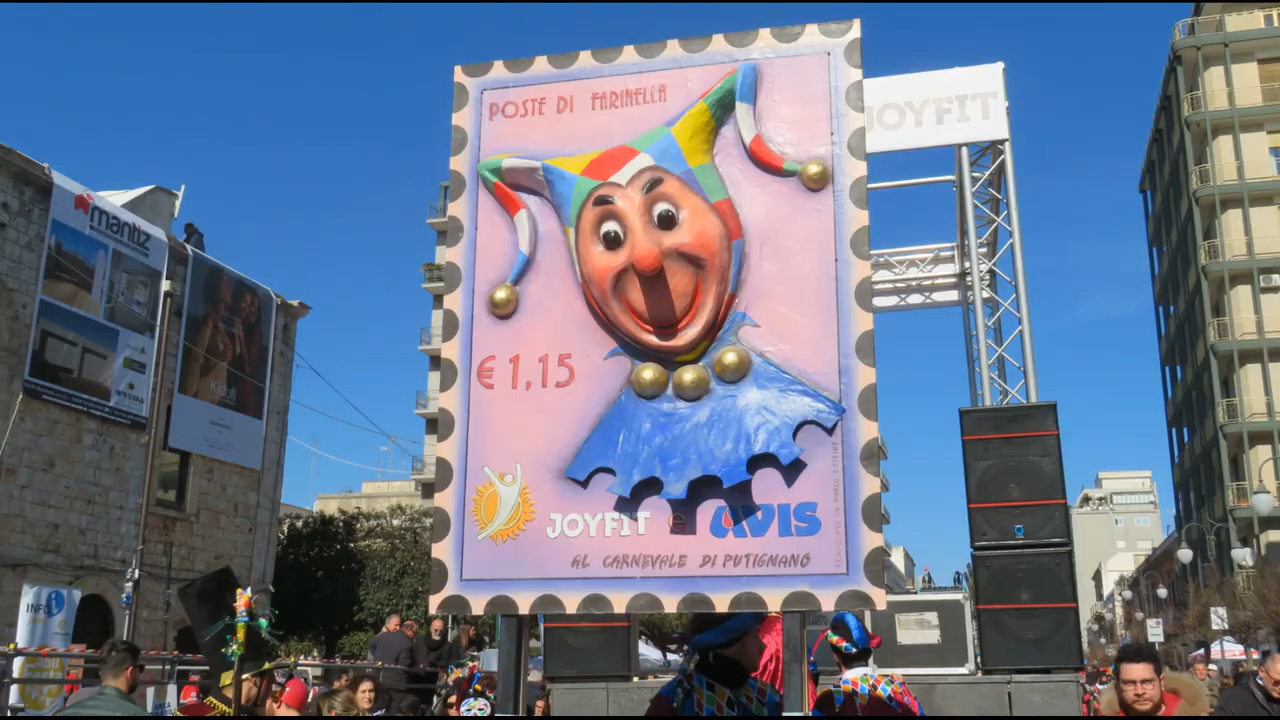 POSTE DI FARINELLA
€ 1,15
JOYFIT e AVIS
AL CARNEVALE DI PUTIGNANO
JOYFIT
mantiz
INFO